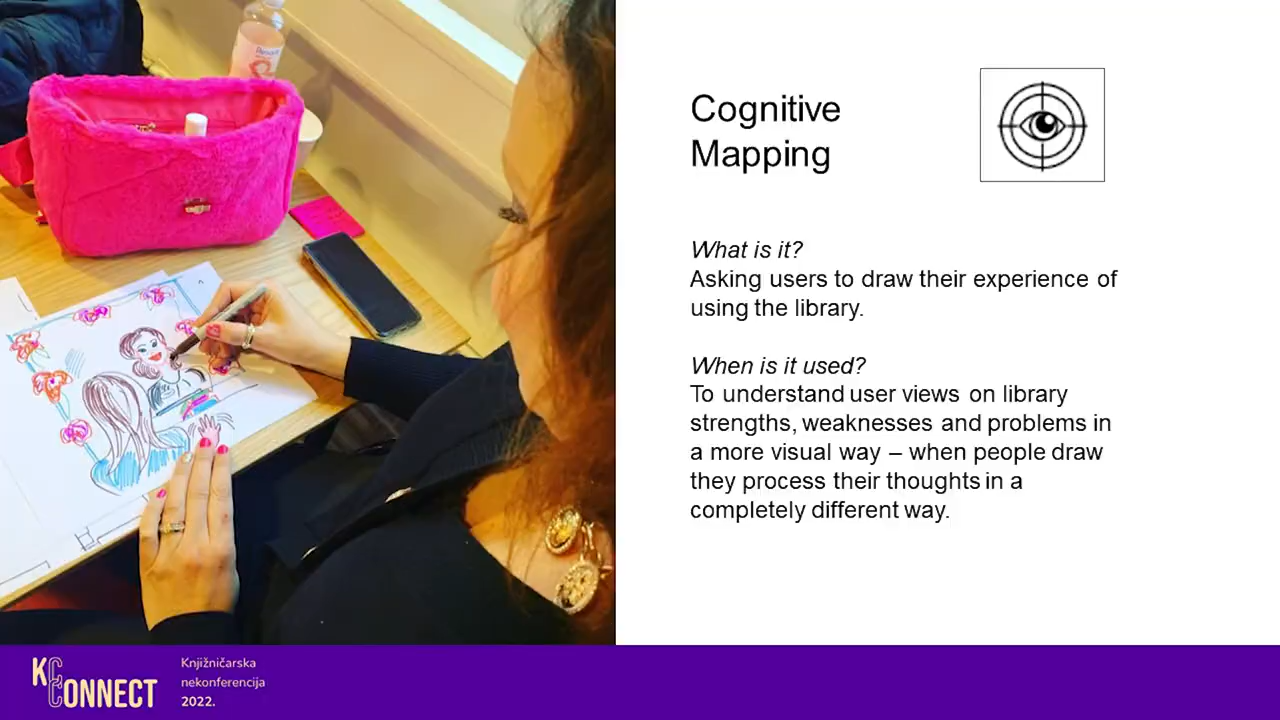 Cognitive
Mapping
What is it?
Asking users to draw their experience of
using the library.
When is it used?
To understand user views on library
strengths, weaknesses and problems in
a more visual way – when people draw
they process their thoughts in a
completely different way.
KCONNECT
Knjižničarska
nekonferencija
2022.